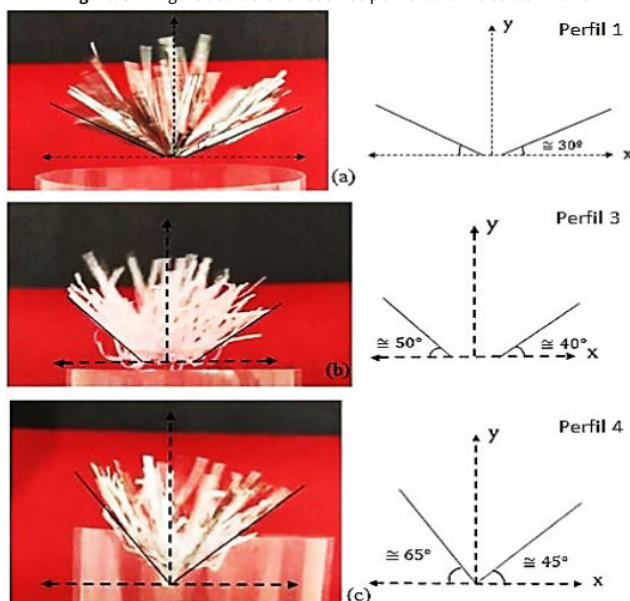 y
Perfil 1
≅ 30º
x
(a)
y
Perfil 3
≅ 50°
≅ 40°
x
(b)
y
Perfil 4
≅ 65°
≅ 45°
x
(c)